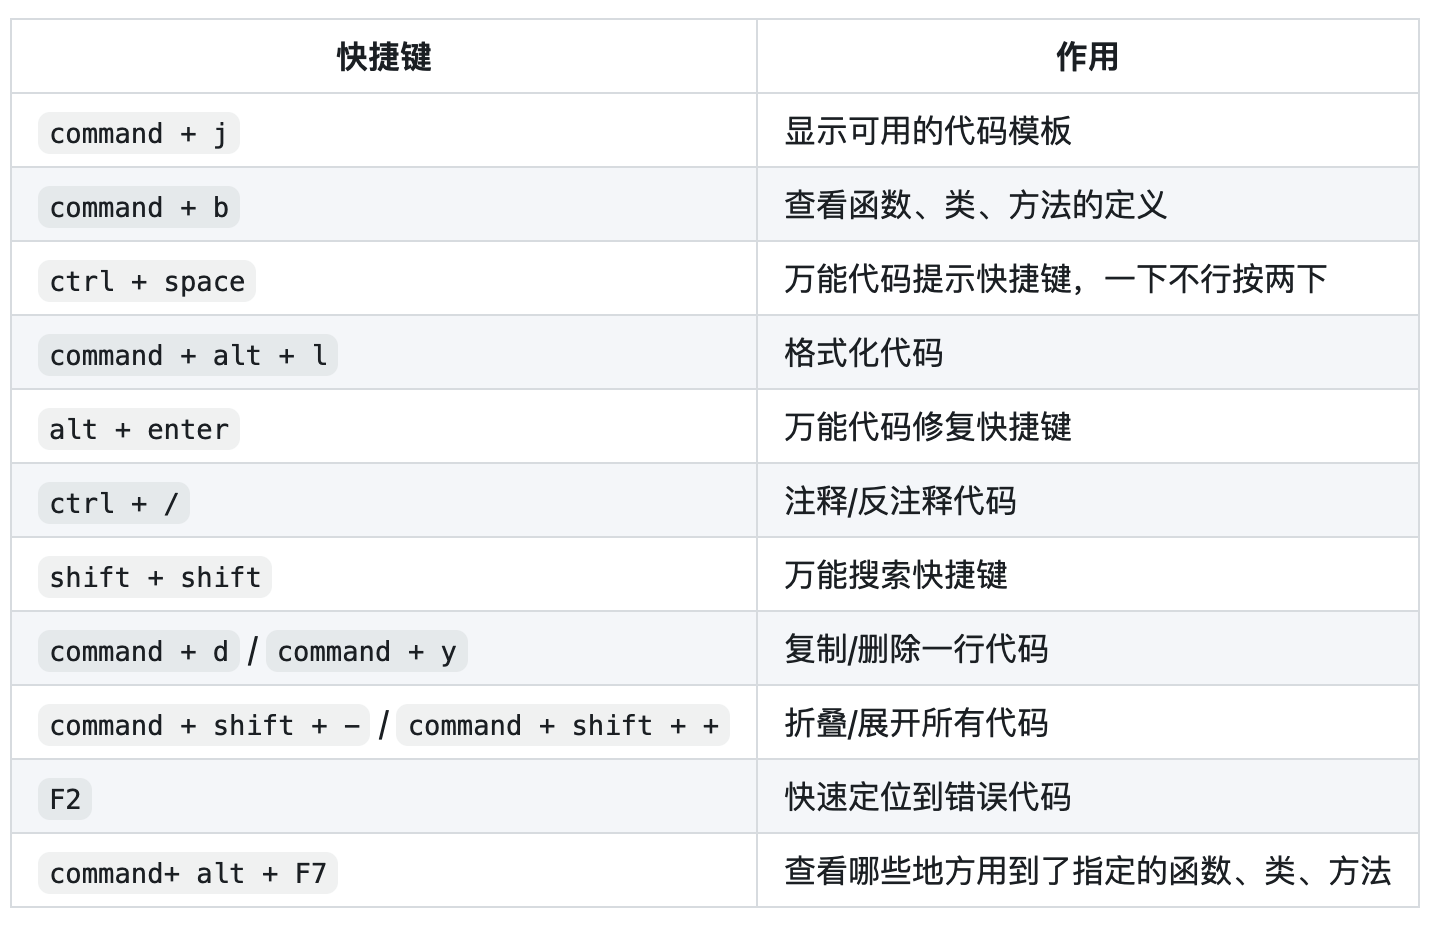 快捷键 作用
command + j 显示可用的代码模板
command + b 查看函数、类、方法的定义
ctrl + space 万能代码提示快捷键，一下不行按两下
command + alt + l 格式化代码
alt + enter 万能代码修复快捷键
ctrl + / 注释/反注释代码
shift + shift 万能搜索快捷键
command + d / command + y 复制/删除一行代码
command + shift + - / command + shift + + 折叠/展开所有代码
F2 快速定位到错误代码
command+ alt + F7 查看哪些地方用到了指定的函数、类、方法